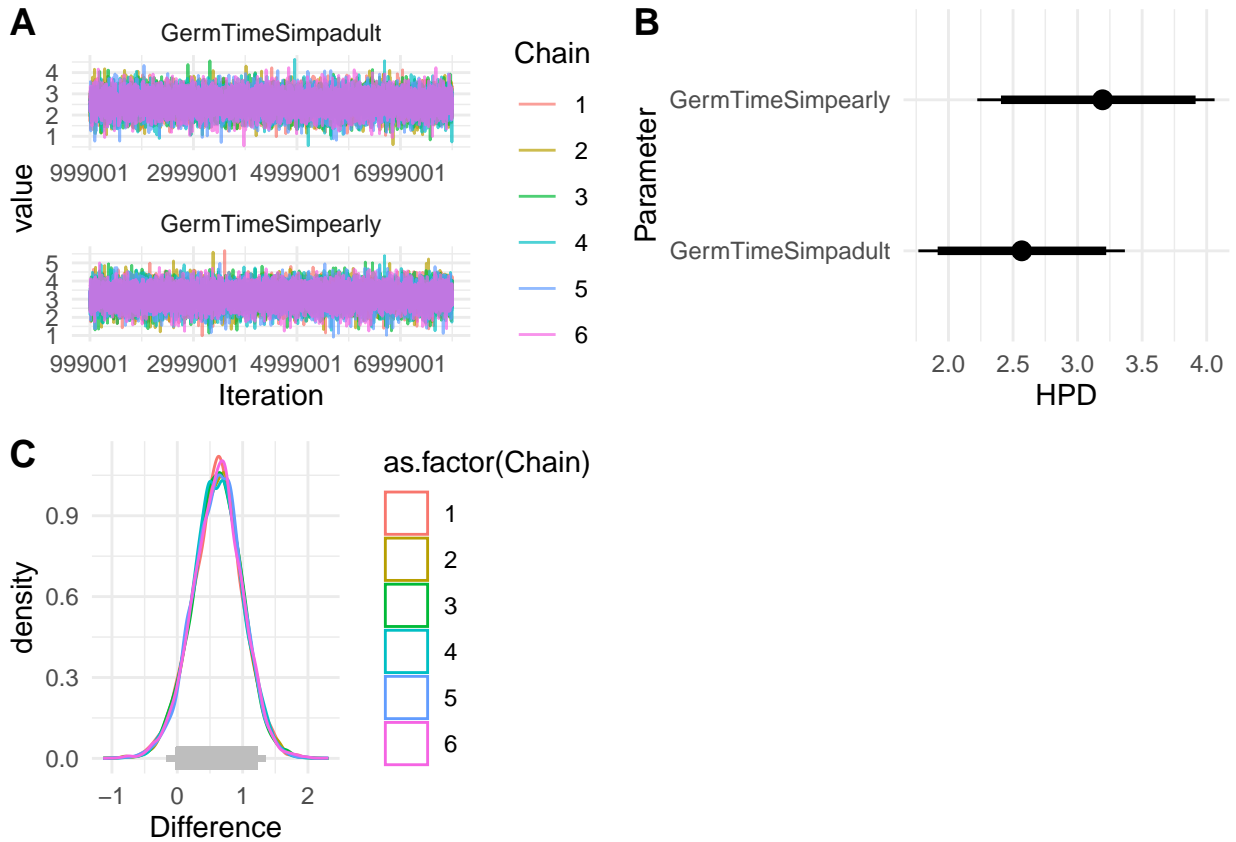 A
GermTimeSimpadult
4
3
2
1
999001 2999001 4999001 6999001
GermTimeSimpearly
5
4
3
2
1
999001 2999001 4999001 6999001
value
Iteration
Chain
1
2
3
4
5
6
B
Parameter
GermTimeSimpearly
GermTimeSimpadult
2.0 2.5 3.0 3.5 4.0
HPD
C
density
0.9
0.6
0.3
0.0
−1 0 1 2
Difference
as.factor(Chain)
1
2
3
4
5
6